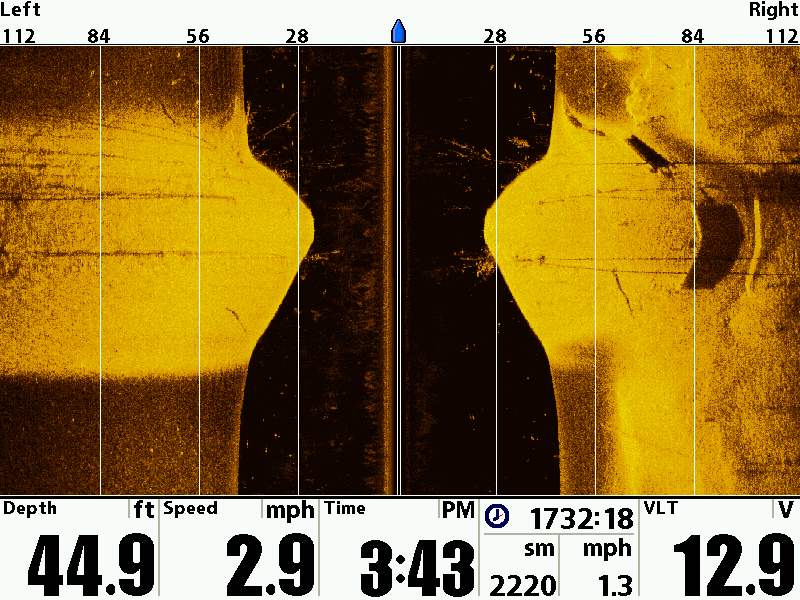 Left Right
112 84 56 28 28 56 84 112
Depth ft Speed mph Time PM 1732:18 VLT V
sm mph
44.9 2.9 3:43 2220 1.3 12.9